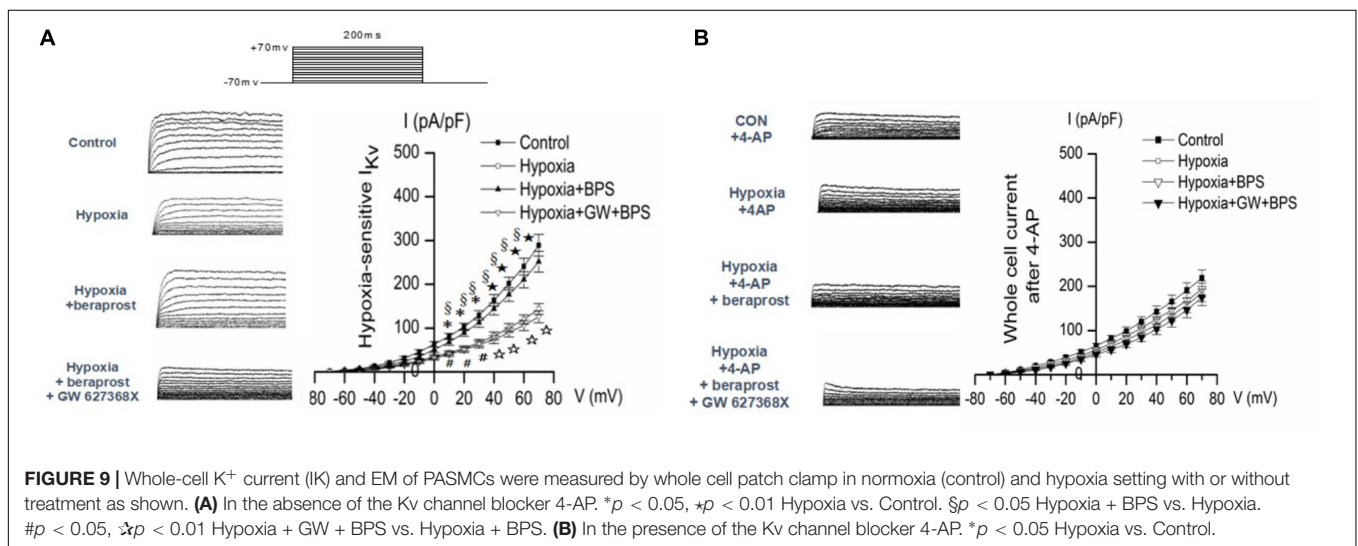 A
200ms
+70mv
-70mv
Control
Hypoxia
Hypoxia
+beraprost
Hypoxia
+ beraprost
+ GW 627368X
I (pA/pF)
Hypoxia-sensitive IKv
500
400
300
200
100
0
Control
Hypoxia
Hypoxia+BPS
Hypoxia+GW+BPS
§ § § § § §
* * * ★ ★ ★ ★
# # # ☆ ☆ ☆ ☆
-80 -60 -40 -20 0 20 40 60 80
V (mV)
B
CON
+4-AP
Hypoxia
+4AP
Hypoxia
+4-AP
+ beraprost
Hypoxia
+4-AP
+ beraprost
+ GW 627368X
I (pA/pF)
Whole cell current
after 4-AP
500
400
300
200
100
0
Control
Hypoxia
Hypoxia+BPS
Hypoxia+GW+BPS
80 -60 -40 -20 0 20 40 60 80
V (mV)
FIGURE 9 | Whole-cell K+ current (IK) and EM of PASMCs were measured by whole cell patch clamp in normoxia (control) and hypoxia setting with or without
treatment as shown. (A) In the absence of the Kv channel blocker 4-AP. *p < 0.05, ★p < 0.01 Hypoxia vs. Control. §p < 0.05 Hypoxia + BPS vs. Hypoxia.
#p < 0.05, ☆p < 0.01 Hypoxia + GW + BPS vs. Hypoxia + BPS. (B) In the presence of the Kv channel blocker 4-AP. *p < 0.05 Hypoxia vs. Control.